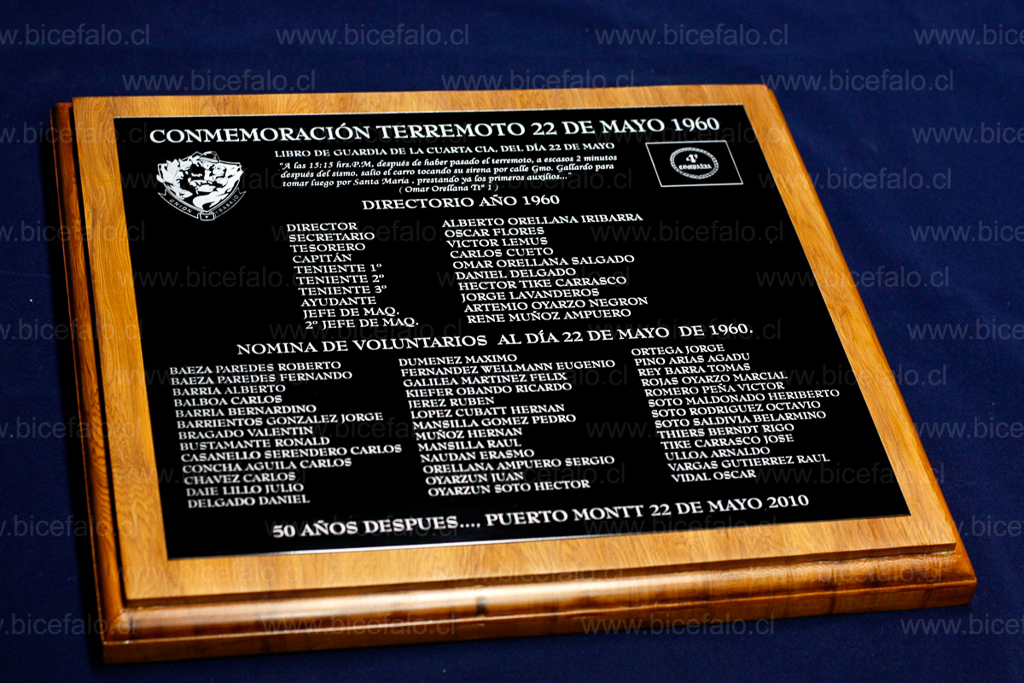 CONMEMORACIÓN TERREMOTO 22 DE MAYO 1960
LIBRO DE GUARDIA DE LA CUARTA CIA. DEL DÍA 22 DE MAYO
"A las 15:15 hrs.P.M, después de haber pasado el terremoto, a escasos 2 minutos
después del sismo, salio el carro tocando su sirena por calle Gmo. Gallardo para
tomar luego por Santa Maria , prestando ya los primeros auxilios..."
( Omar Orellana Tte 1 )
UNION TRABAJO
4ª
COMPAÑIA
DIRECTORIO AÑO 1960
DIRECTOR ALBERTO ORELLANA IRIBARRA
SECRETARIO OSCAR FLORES
TESORERO VICTOR LEMUS
CAPITÁN CARLOS CUETO
TENIENTE 1º OMAR ORELLANA SALGADO
TENIENTE 2º DANIEL DELGADO
TENIENTE 3º HECTOR TIKE CARRASCO
AYUDANTE JORGE LAVANDEROS
JEFE DE MAQ. ARTEMIO OYARZO NEGRON
2º JEFE DE MAQ. RENE MUÑOZ AMPUERO
NOMINA DE VOLUNTARIOS AL DÍA 22 DE MAYO DE 1960.
BAEZA PAREDES ROBERTO
BAEZA PAREDES FERNANDO
BARRIA ALBERTO
BALBOA CARLOS
BARRIA BERNARDINO
BARRIENTOS GONZALEZ JORGE
BRAGADO VALENTIN
BUSTAMANTE RONALD
CASANELLO SERENDERO CARLOS
CONCHA AGUILA CARLOS
CHAVEZ CARLOS
DAIE LILLO JULIO
DELGADO DANIEL
DUMENEZ MAXIMO
FERNANDEZ WELLMANN EUGENIO
GALILEA MARTINEZ FELIX
KIEFER OBANDO RICARDO
JEREZ RUBEN
LOPEZ CUBATT HERNAN
MANSILLA GOMEZ PEDRO
MUÑOZ HERNAN
MANSILLA RAUL
NAUDAN ERASMO
ORELLANA AMPUERO SERGIO
OYARZUN JUAN
OYARZUN SOTO HECTOR
ORTEGA JORGE
PINO ARIAS AGADU
REY BARRA TOMAS
ROJAS OYARZO MARCIAL
ROMERO PEÑA VICTOR
SOTO MALDONADO HERIBERTO
SOTO RODRIGUEZ OCTAVIO
SOTO SALDIVIA BELARMINO
THIERS BERNDT RIGO
TIKE CARRASCO JOSE
ULLOA ARNALDO
VARGAS GUTIERREZ RAUL
VIDAL OSCAR
50 AÑOS DESPUES.... PUERTO MONTT 22 DE MAYO 2010
www.bicefalo.cl